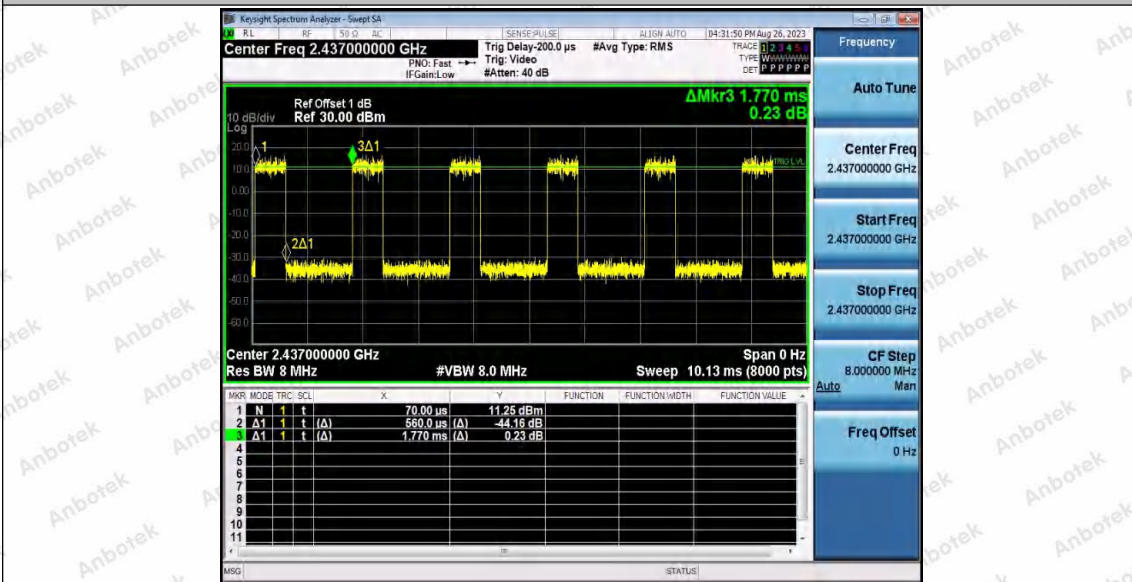 Keysight Spectrum Analyzer - Swept SA
RL RF 50 Ω AC SENSE:PULSE ALIGN AUTO 04:31:50 PM Aug 26, 2023
Center Freq 2.437000000 GHz
PNO: Fast
IFGain:Low
Trig Delay-200.0 µs
Trig: Video
#Atten: 40 dB
#Avg Type: RMS
TRACE 1 2 3 4 5 6
TYPE WWWWWW
DET P P P P P P
ΔMkr3 1.770 ms
0.23 dB
Ref Offset 1 dB
10 dB/div Ref 30.00 dBm
Log
20.0
10.0
0.00
-10.0
-20.0
-30.0
-40.0
-50.0
-60.0
1
3Δ1
TRIG LVL
2Δ1
Center 2.437000000 GHz Span 0 Hz
Res BW 8 MHz #VBW 8.0 MHz Sweep 10.13 ms (8000 pts)
MKR MODE TRC SCL X Y FUNCTION FUNCTION WIDTH FUNCTION VALUE
1 N 1 t 70.00 µs 11.25 dBm
2 Δ1 1 t (Δ) 560.0 µs (Δ) -44.16 dB
3 Δ1 1 t (Δ) 1.770 ms (Δ) 0.23 dB
4
5
6
7
8
9
10
11
MSG STATUS
Frequency
Auto Tune
Center Freq
2.437000000 GHz
Start Freq
2.437000000 GHz
Stop Freq
2.437000000 GHz
CF Step
8.000000 MHz
Auto Man
Freq Offset
0 Hz
Anbotek